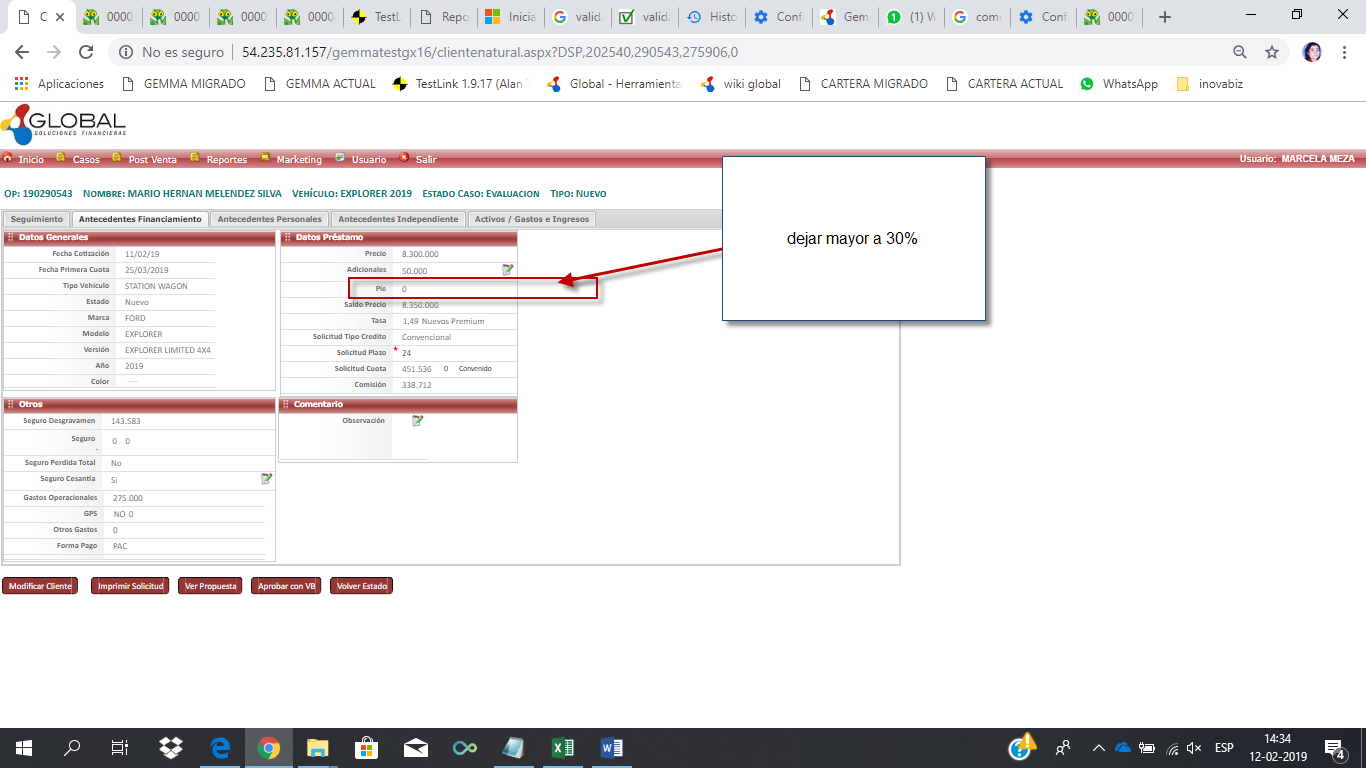 C
0000
0000
0000
0000
TestL
Repo
Inicia
valida
valida
Histo
Confi
Gem
(1) W
como
Conf
0000
No es seguro | 54.235.81.157/gemmatestgx16/clientenatural.aspx?DSP,202540,290543,275906,0
Aplicaciones GEMMA MIGRADO GEMMA ACTUAL TestLink 1.9.17 (Alan Global - Herramienta wiki global CARTERA MIGRADO CARTERA ACTUAL WhatsApp inovabiz
GLOBAL
SOLUCIONES FINANCIERAS
Inicio Casos Post Venta Reportes Marketing Usuario Salir Usuario: MARCELA MEZA
Op: 190290543 Nombre: MARIO HERNAN MELENDEZ SILVA Vehículo: EXPLORER 2019 Estado Caso: Evaluacion Tipo: Nuevo
Seguimiento Antecedentes Financiamiento Antecedentes Personales Antecedentes Independiente Activos / Gastos e Ingresos
Datos Generales
Fecha Cotización 11/02/19
Fecha Primera Cuota 25/03/2019
Tipo Vehiculo STATION WAGON
Estado Nuevo
Marca FORD
Modelo EXPLORER
Versión EXPLORER LIMITED 4X4
Año 2019
Color ----
Datos Préstamo
Precio 8.300.000
Adicionales 50.000
Pie 0
Saldo Precio 8.350.000
Tasa 1,49 Nuevos Premium
Solicitud Tipo Credito Convencional
Solicitud Plazo * 24
Solicitud Cuota 451.536 0 Convenido
Comisión 338.712
dejar mayor a 30%
Otros
Seguro Desgravamen 143.583
Seguro 0 0
-
Seguro Perdida Total No
Seguro Cesantía Si
Gastos Operacionales 275.000
GPS NO 0
Otros Gastos 0
Forma Pago PAC
Comentario
Observación
Modificar Cliente Imprimir Solicitud Ver Propuesta Aprobar con VB Volver Estado
ESP
14:34
12-02-2019
4